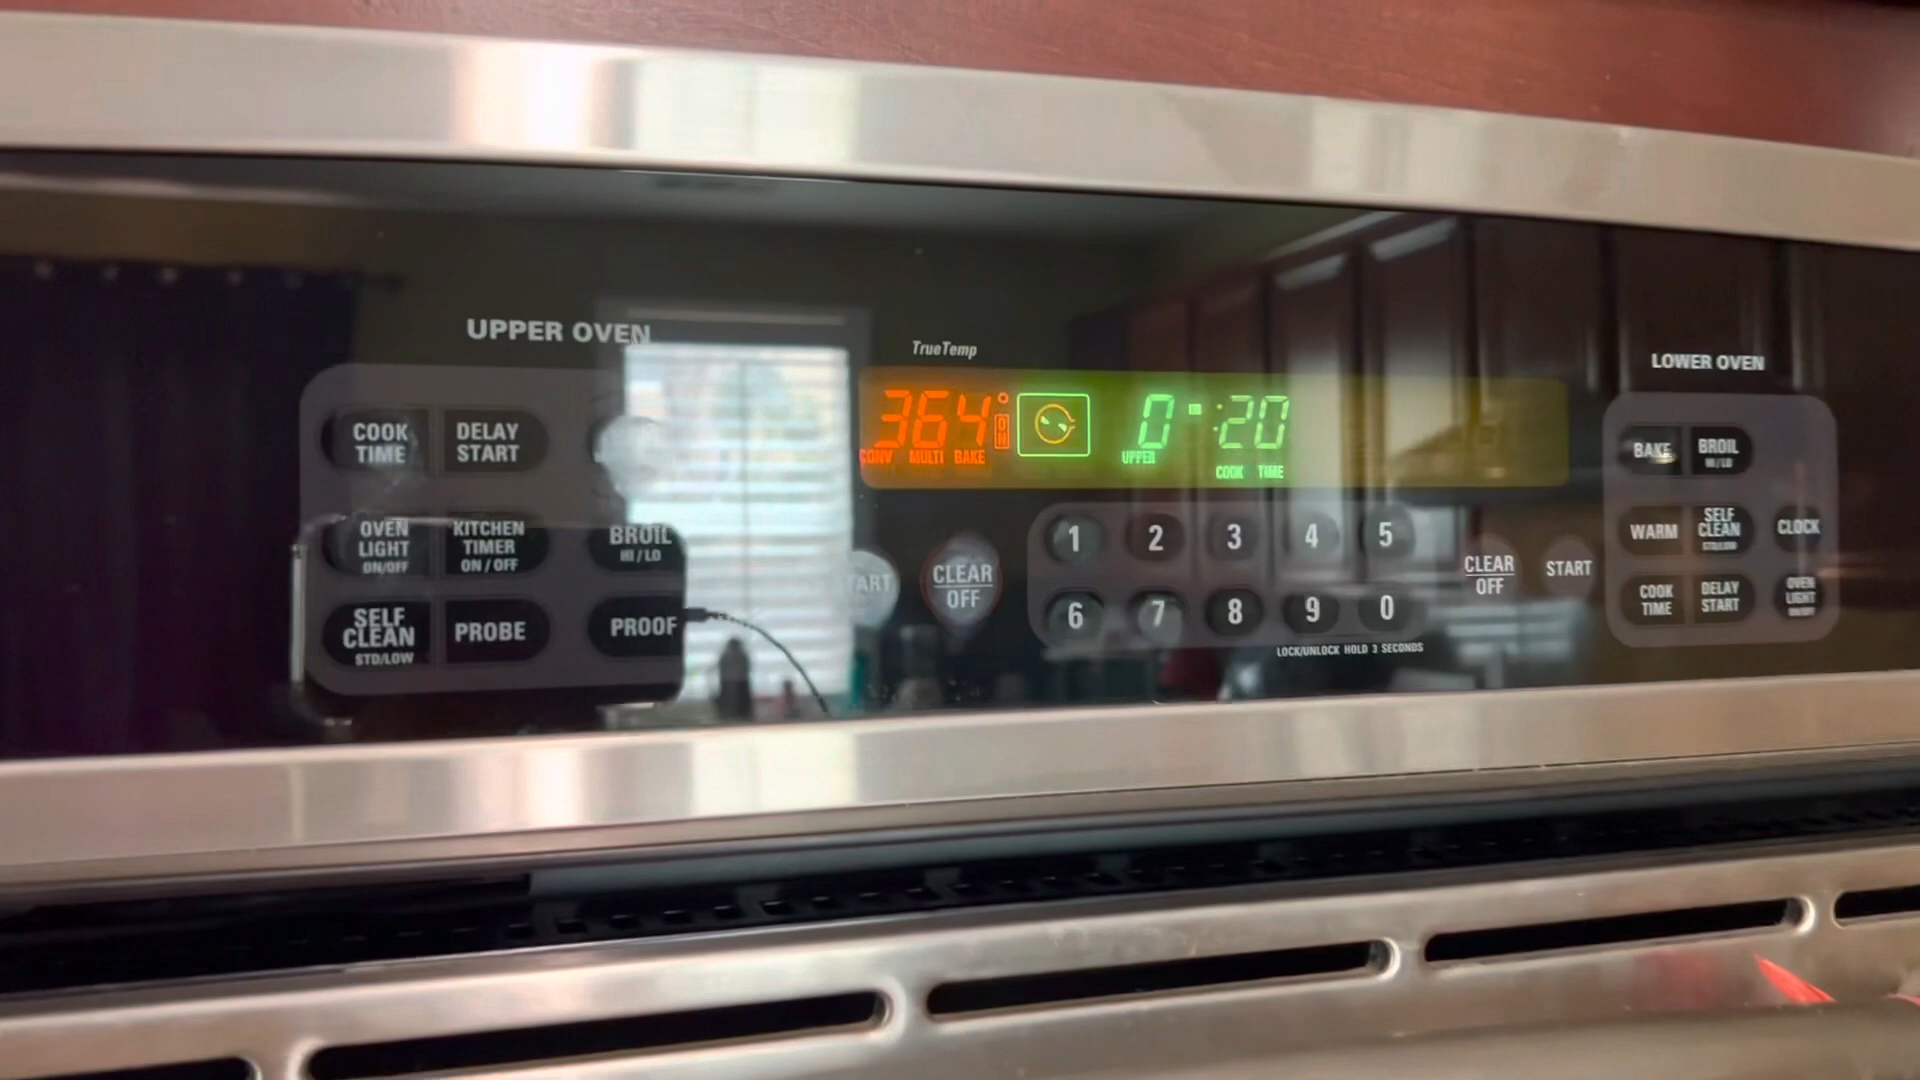 UPPER OVEN
COOK TIME
DELAY START
OVEN LIGHT ON/OFF
KITCHEN TIMER ON / OFF
BROIL HI / LO
SELF CLEAN STD/LOW
PROBE
PROOF
START
CLEAR OFF
TrueTemp
364° ON
CONV MULTI BAKE
0 :20
UPPER
COOK TIME
1 2 3 4 5
6 7 8 9 0
LOCK/UNLOCK HOLD 3 SECONDS
CLEAR OFF
START
LOWER OVEN
BAKE
BROIL HI / LO
WARM
SELF CLEAN STD/LOW
CLOCK
COOK TIME
DELAY START
OVEN LIGHT ON/OFF